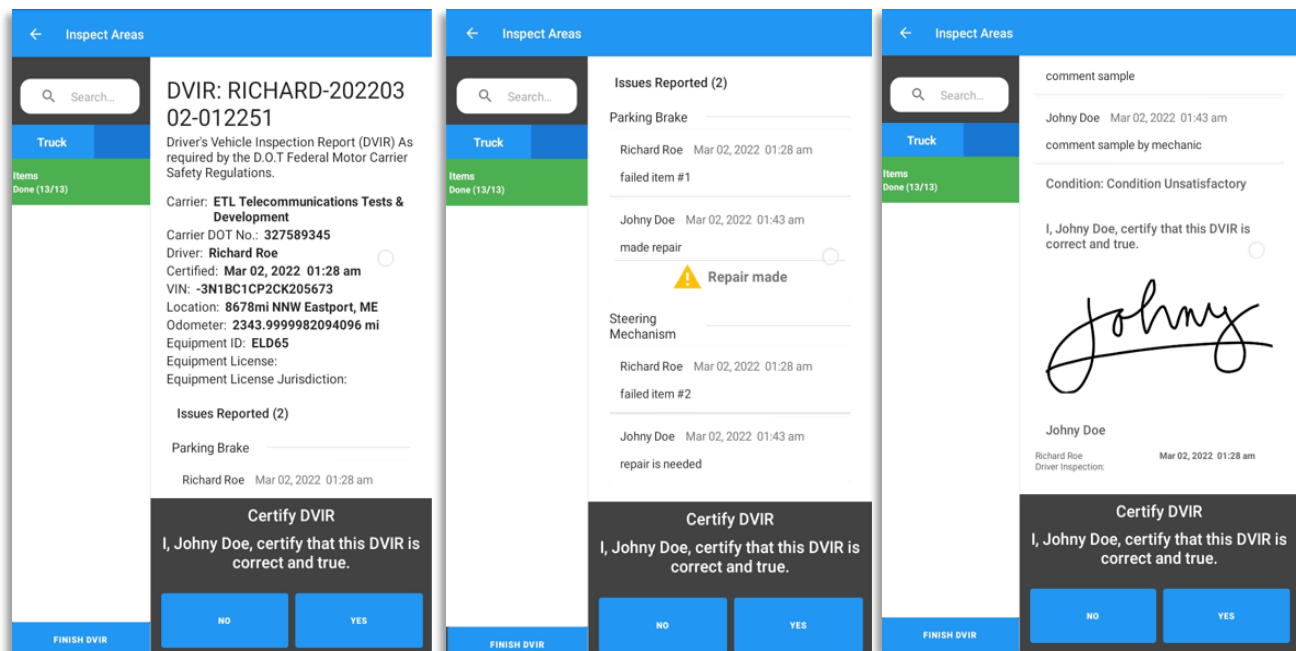 Inspect Areas
Search...
Truck
Items
Done (13/13)
DVIR: RICHARD-202203
02-012251
Driver's Vehicle Inspection Report (DVIR) As
required by the D.O.T Federal Motor Carrier
Safety Regulations.
Carrier: ETL Telecommunications Tests &
Development
Carrier DOT No.: 327589345
Driver: Richard Roe
Certified: Mar 02, 2022 01:28 am
VIN: -3N1BC1CP2CK205673
Location: 8678mi NNW Eastport, ME
Odometer: 2343.9999982094096 mi
Equipment ID: ELD65
Equipment License:
Equipment License Jurisdiction:
Issues Reported (2)
Parking Brake
Richard Roe Mar 02, 2022 01:28 am
Certify DVIR
I, Johny Doe, certify that this DVIR is
correct and true.
NO YES
FINISH DVIR
Inspect Areas
Search...
Truck
Items
Done (13/13)
Issues Reported (2)
Parking Brake
Richard Roe Mar 02, 2022 01:28 am
failed item #1
Johny Doe Mar 02, 2022 01:43 am
made repair
Repair made
Steering
Mechanism
Richard Roe Mar 02, 2022 01:28 am
failed item #2
Johny Doe Mar 02, 2022 01:43 am
repair is needed
Certify DVIR
I, Johny Doe, certify that this DVIR is
correct and true.
NO YES
FINISH DVIR
Inspect Areas
Search...
Truck
Items
Done (13/13)
comment sample
Johny Doe Mar 02, 2022 01:43 am
comment sample by mechanic
Condition: Condition Unsatisfactory
I, Johny Doe, certify that this DVIR is
correct and true.
Johny
Johny Doe
Richard Roe Mar 02, 2022 01:28 am
Driver Inspection:
Certify DVIR
I, Johny Doe, certify that this DVIR is
correct and true.
NO YES
FINISH DVIR